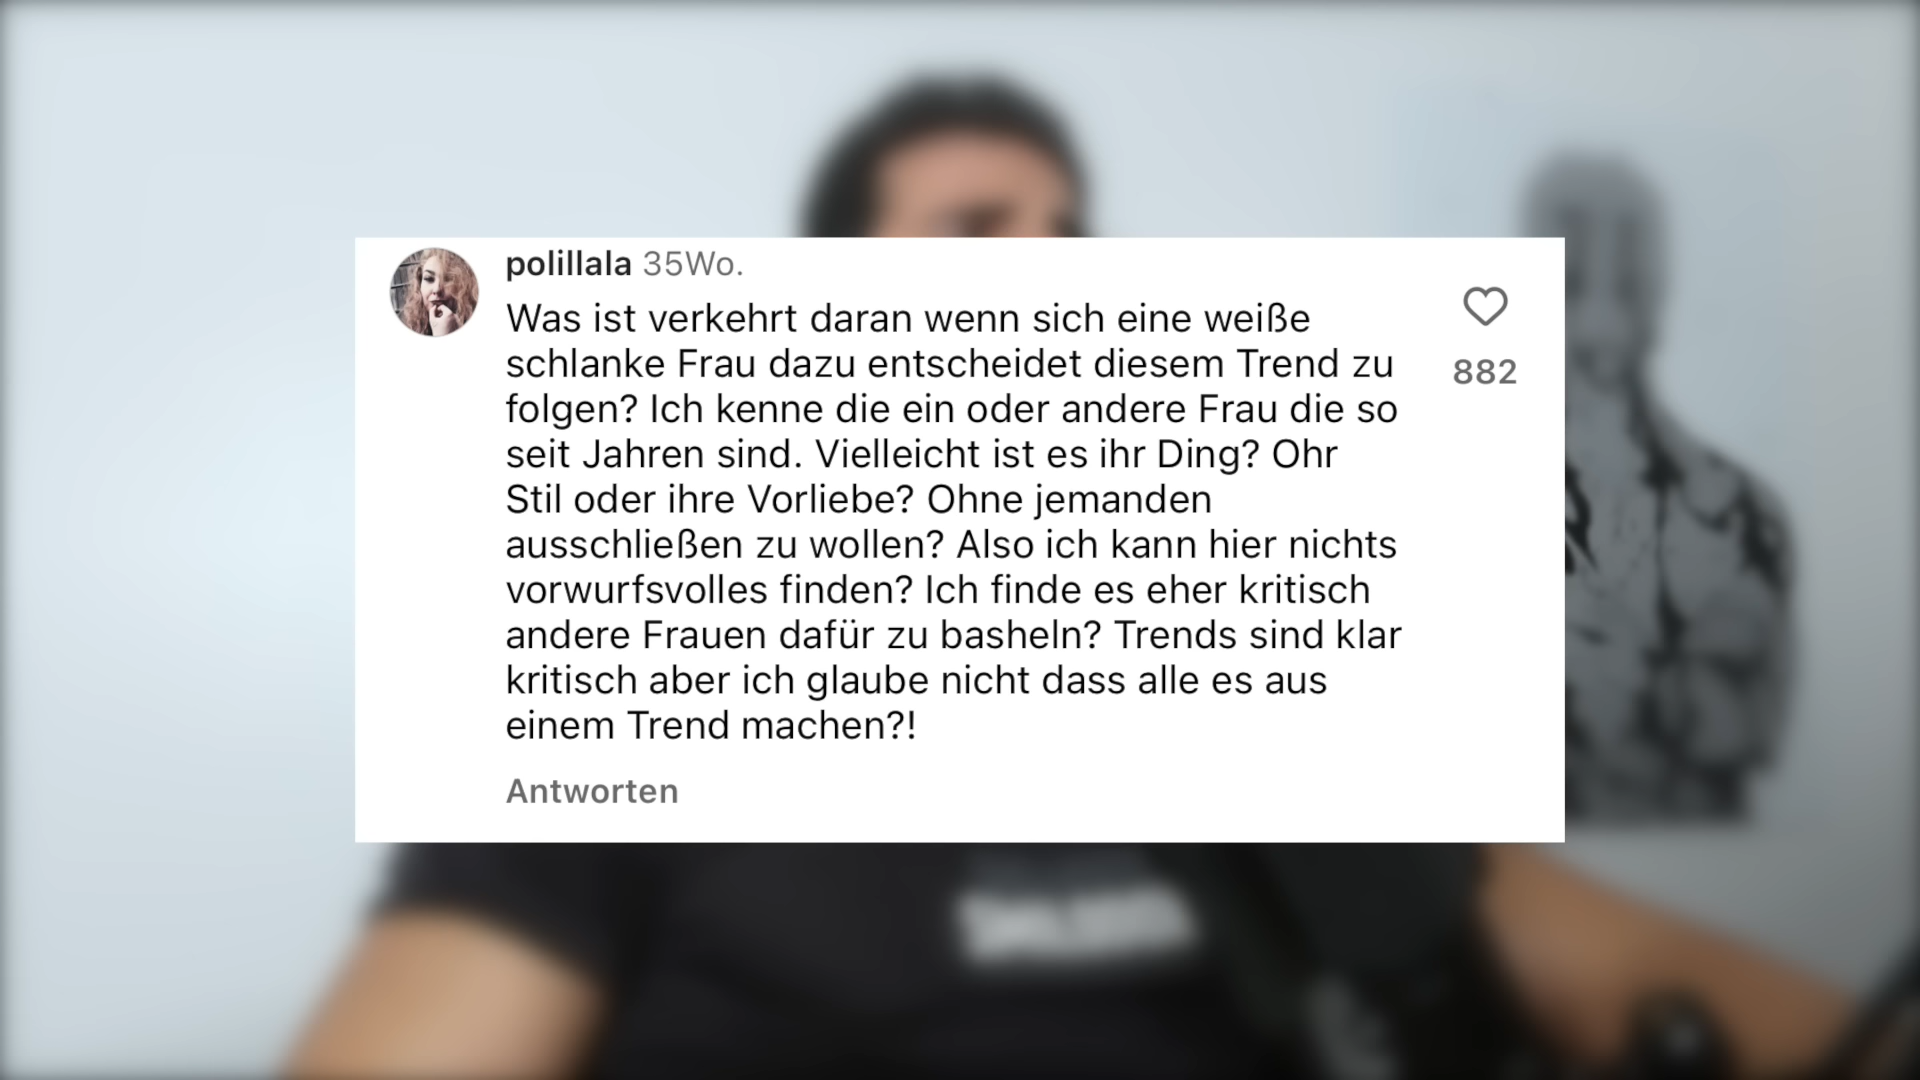 polillala 35Wo.
Was ist verkehrt daran wenn sich eine weiße
schlanke Frau dazu entscheidet diesem Trend zu
folgen? Ich kenne die ein oder andere Frau die so
seit Jahren sind. Vielleicht ist es ihr Ding? Ohr
Stil oder ihre Vorliebe? Ohne jemanden
ausschließen zu wollen? Also ich kann hier nichts
vorwurfsvolles finden? Ich finde es eher kritisch
andere Frauen dafür zu basheln? Trends sind klar
kritisch aber ich glaube nicht dass alle es aus
einem Trend machen?!
882
Antworten